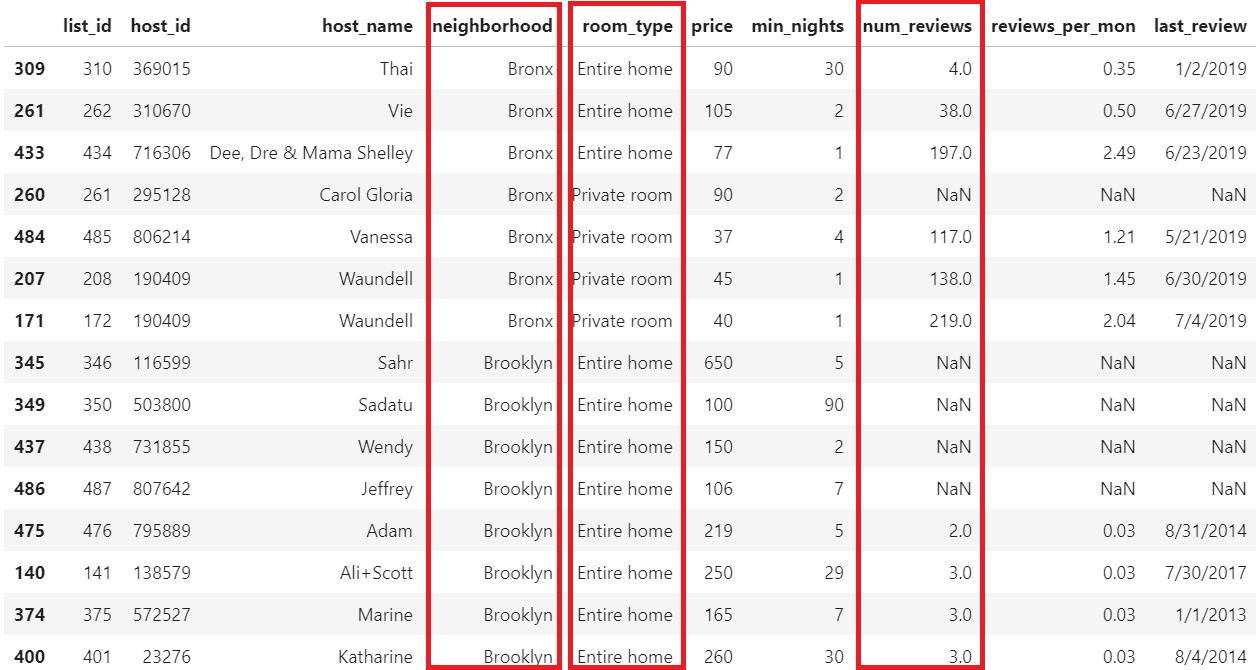 list_id host_id host_name neighborhood room_type price min_nights num_reviews reviews_per_mon last_review
309 310 369015 Thai Bronx Entire home 90 30 4.0 0.35 1/2/2019
261 262 310670 Vie Bronx Entire home 105 2 38.0 0.50 6/27/2019
433 434 716306 Dee, Dre & Mama Shelley Bronx Entire home 77 1 197.0 2.49 6/23/2019
260 261 295128 Carol Gloria Bronx Private room 90 2 NaN NaN NaN
484 485 806214 Vanessa Bronx Private room 37 4 117.0 1.21 5/21/2019
207 208 190409 Waundell Bronx Private room 45 1 138.0 1.45 6/30/2019
171 172 190409 Waundell Bronx Private room 40 1 219.0 2.04 7/4/2019
345 346 116599 Sahr Brooklyn Entire home 650 5 NaN NaN NaN
349 350 503800 Sadatu Brooklyn Entire home 100 90 NaN NaN NaN
437 438 731855 Wendy Brooklyn Entire home 150 2 NaN NaN NaN
486 487 807642 Jeffrey Brooklyn Entire home 106 7 NaN NaN NaN
475 476 795889 Adam Brooklyn Entire home 219 5 2.0 0.03 8/31/2014
140 141 138579 Ali+Scott Brooklyn Entire home 250 29 3.0 0.03 7/30/2017
374 375 572527 Marine Brooklyn Entire home 165 7 3.0 0.03 1/1/2013
400 401 23276 Katharine Brooklyn Entire home 260 30 3.0 0.03 8/4/2014